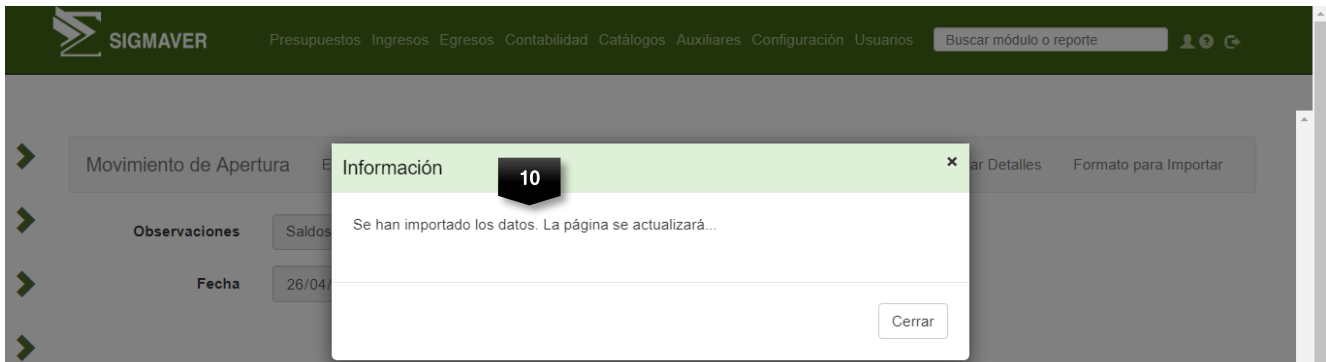 SIGMAVER Presupuestos Ingresos Egresos Contabilidad Catálogos Auxiliares Configuración Usuarios Buscar módulo o reporte
Movimiento de Apertura E Información 10 × ar Detalles Formato para Importar
Observaciones Saldos Se han importado los datos. La página se actualizará...
Fecha 26/04/
Cerrar